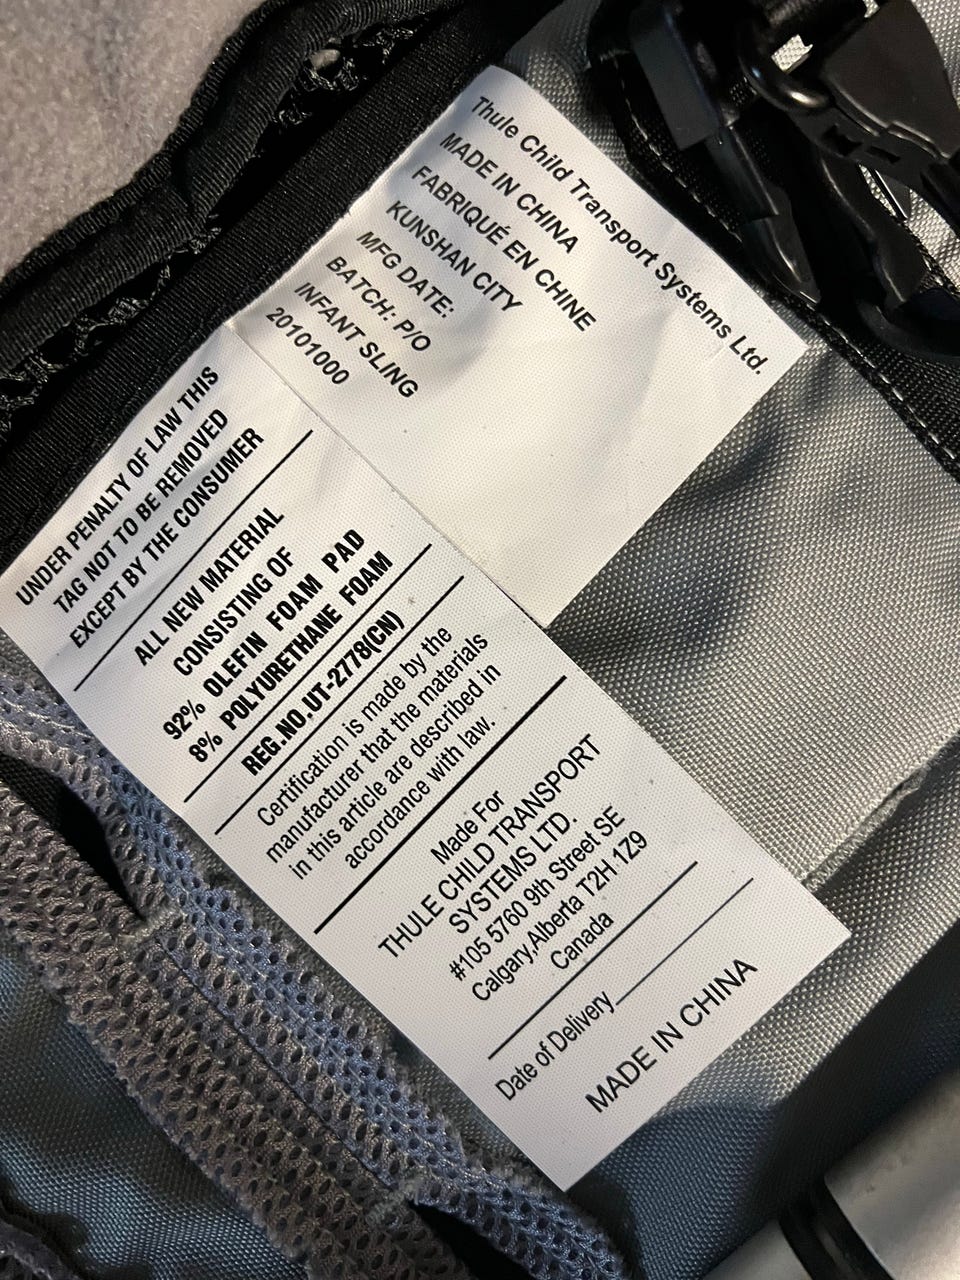 Thule Child Transport Systems Ltd.
MADE IN CHINA
FABRIQUÉ EN CHINE
KUNSHAN CITY
MFG DATE:
BATCH: P/O
INFANT SLING
20101000
UNDER PENALTY OF LAW THIS
TAG NOT TO BE REMOVED
EXCEPT BY THE CONSUMER
ALL NEW MATERIAL
CONSISTING OF
92% OLEFIN FOAM PAD
8% POLYURETHANE FOAM
REG.NO.UT-2778(CN)
Certification is made by the
manufacturer that the materials
in this article are described in
accordance with law.
Made For
THULE CHILD TRANSPORT
SYSTEMS LTD.
#105 5760 9th Street SE
Calgary,Alberta T2H 1Z9
Canada
Date of Delivery
MADE IN CHINA